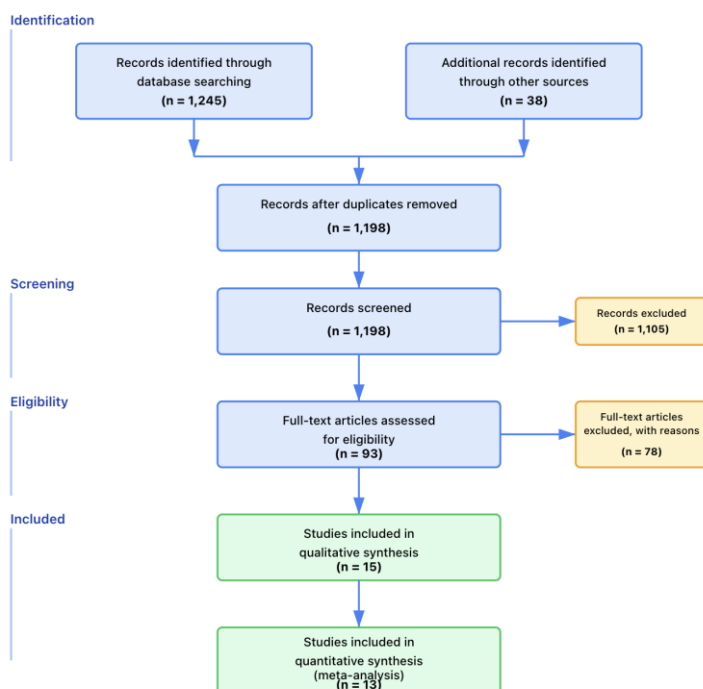 Identification
Records identified through
database searching
(n = 1,245)
Additional records identified
through other sources
(n = 38)
Records after duplicates removed
(n = 1,198)
Screening
Records screened
(n = 1,198)
Records excluded
(n = 1,105)
Eligibility
Full-text articles assessed
for eligibility
(n = 93)
Full-text articles
excluded, with reasons
(n = 78)
Included
Studies included in
qualitative synthesis
(n = 15)
Studies included in
quantitative synthesis
(meta-analysis)
(n = 13)